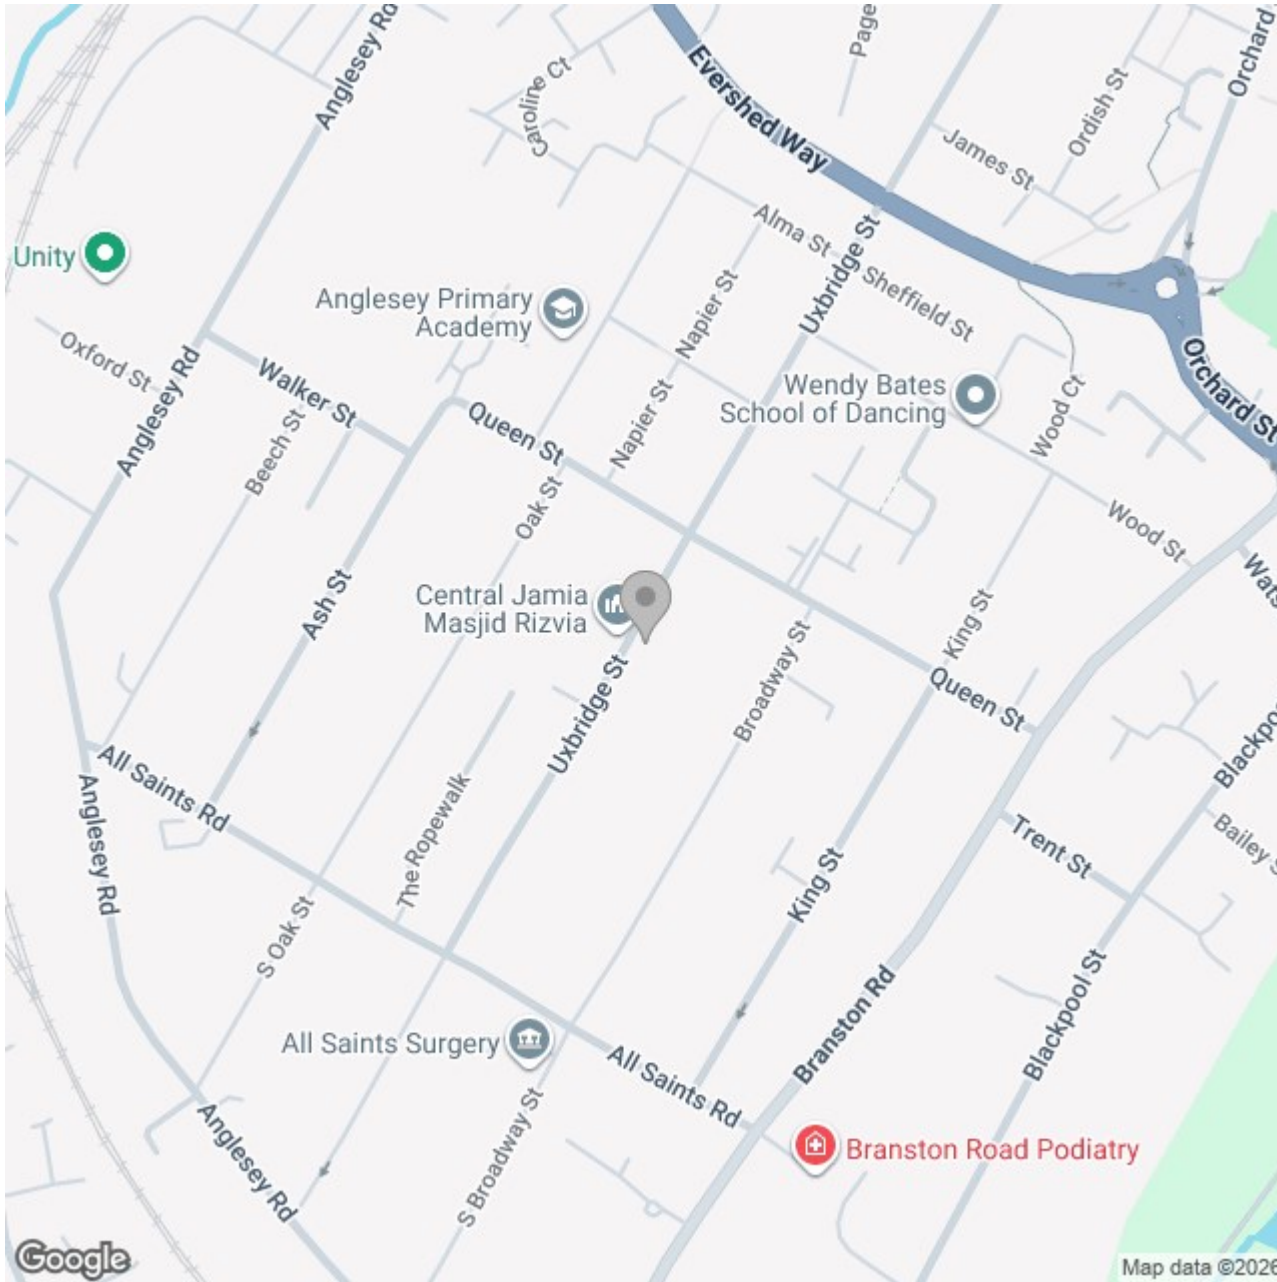 Anglesey Rd
Caroline Ct
Evershed Way
Page
Orchard
Ordish St
James St
Unity
Alma St
Uxbridge St
Sheffield St
Anglesey Primary
Academy
Napier St
Oxford St
Anglesey Rd
Walker St
Beech St
Queen St
Napier St
Wendy Bates
School of Dancing
Wood Ct
Orchard St
Oak St
Wood St
Ash St
Central Jamia
Masjid Rizvia
Uxbridge St
Broadway St
King St
Queen St
All Saints Rd
Anglesey Rd
The Ropewalk
S Oak St
King St
Trent St
Bailey S
Branston Rd
Blackpool St
All Saints Surgery
All Saints Rd
Anglesey Rd
S Broadway St
Branston Road Podiatry
Google
Map data ©2026